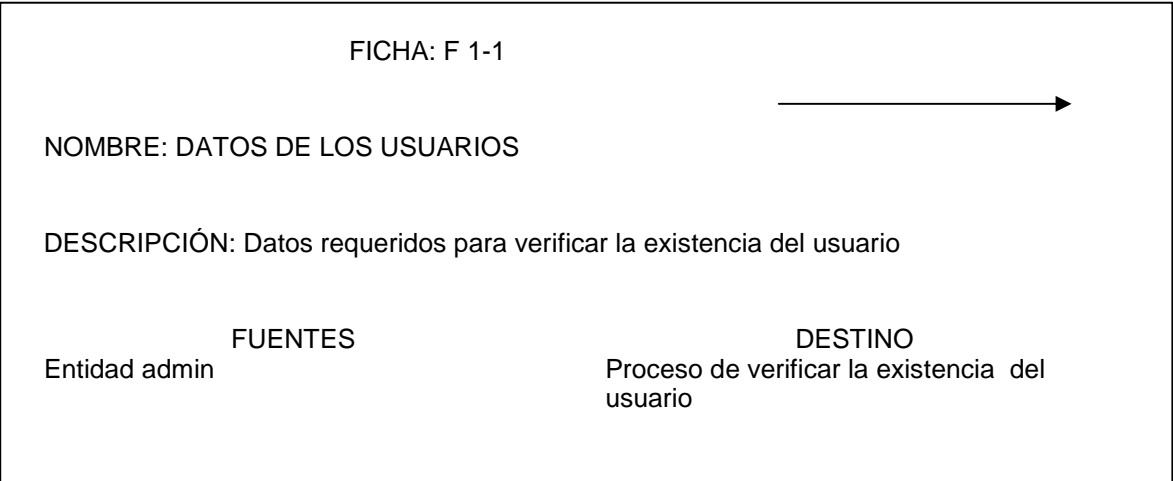 FICHA: F 1-1
NOMBRE: DATOS DE LOS USUARIOS
DESCRIPCIÓN: Datos requeridos para verificar la existencia del usuario
FUENTES
DESTINO
Entidad admin
Proceso de verificar la existencia del
usuario